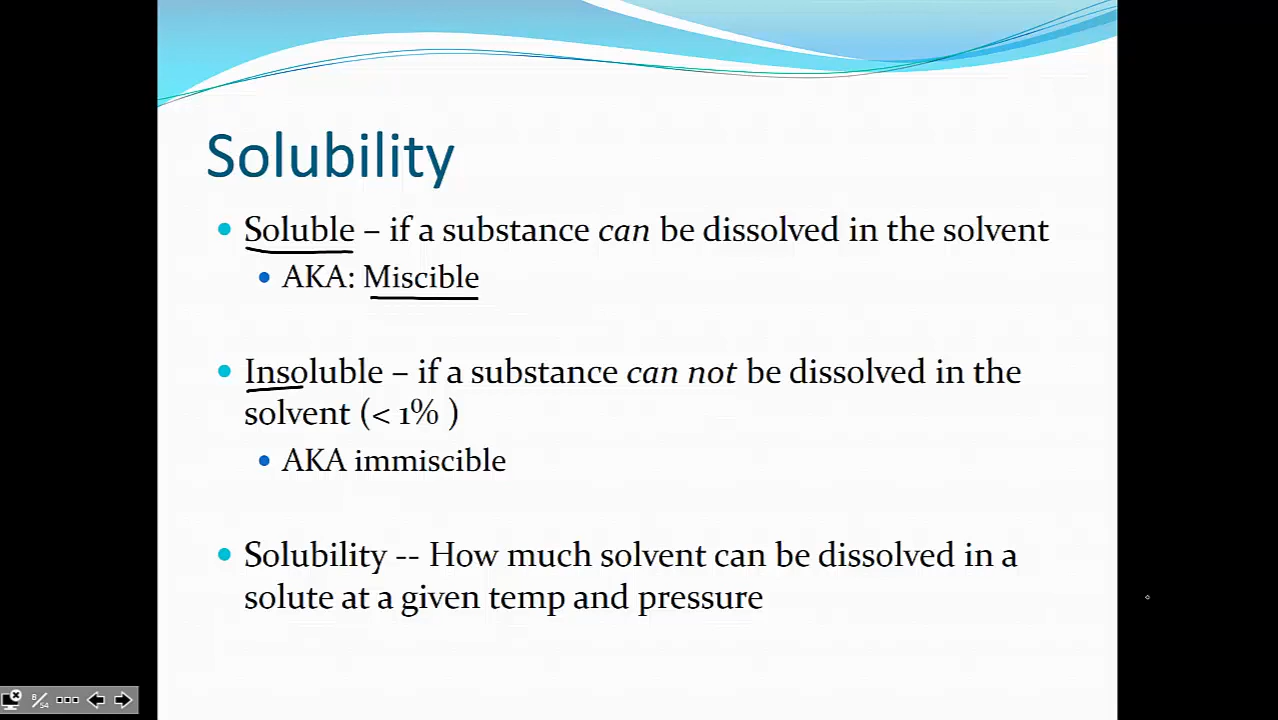 Solubility
Soluble – if a substance can be dissolved in the solvent
AKA: Miscible
Insoluble – if a substance can not be dissolved in the
solvent (< 1% )
AKA immiscible
Solubility -- How much solvent can be dissolved in a
solute at a given temp and pressure
8/54